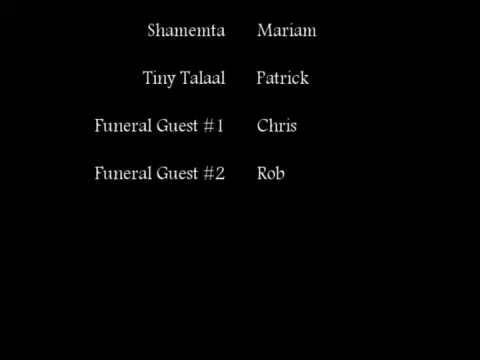 Shamemta Mariam
Tiny Talaal Patrick
Funeral Guest #1 Chris
Funeral Guest #2 Rob